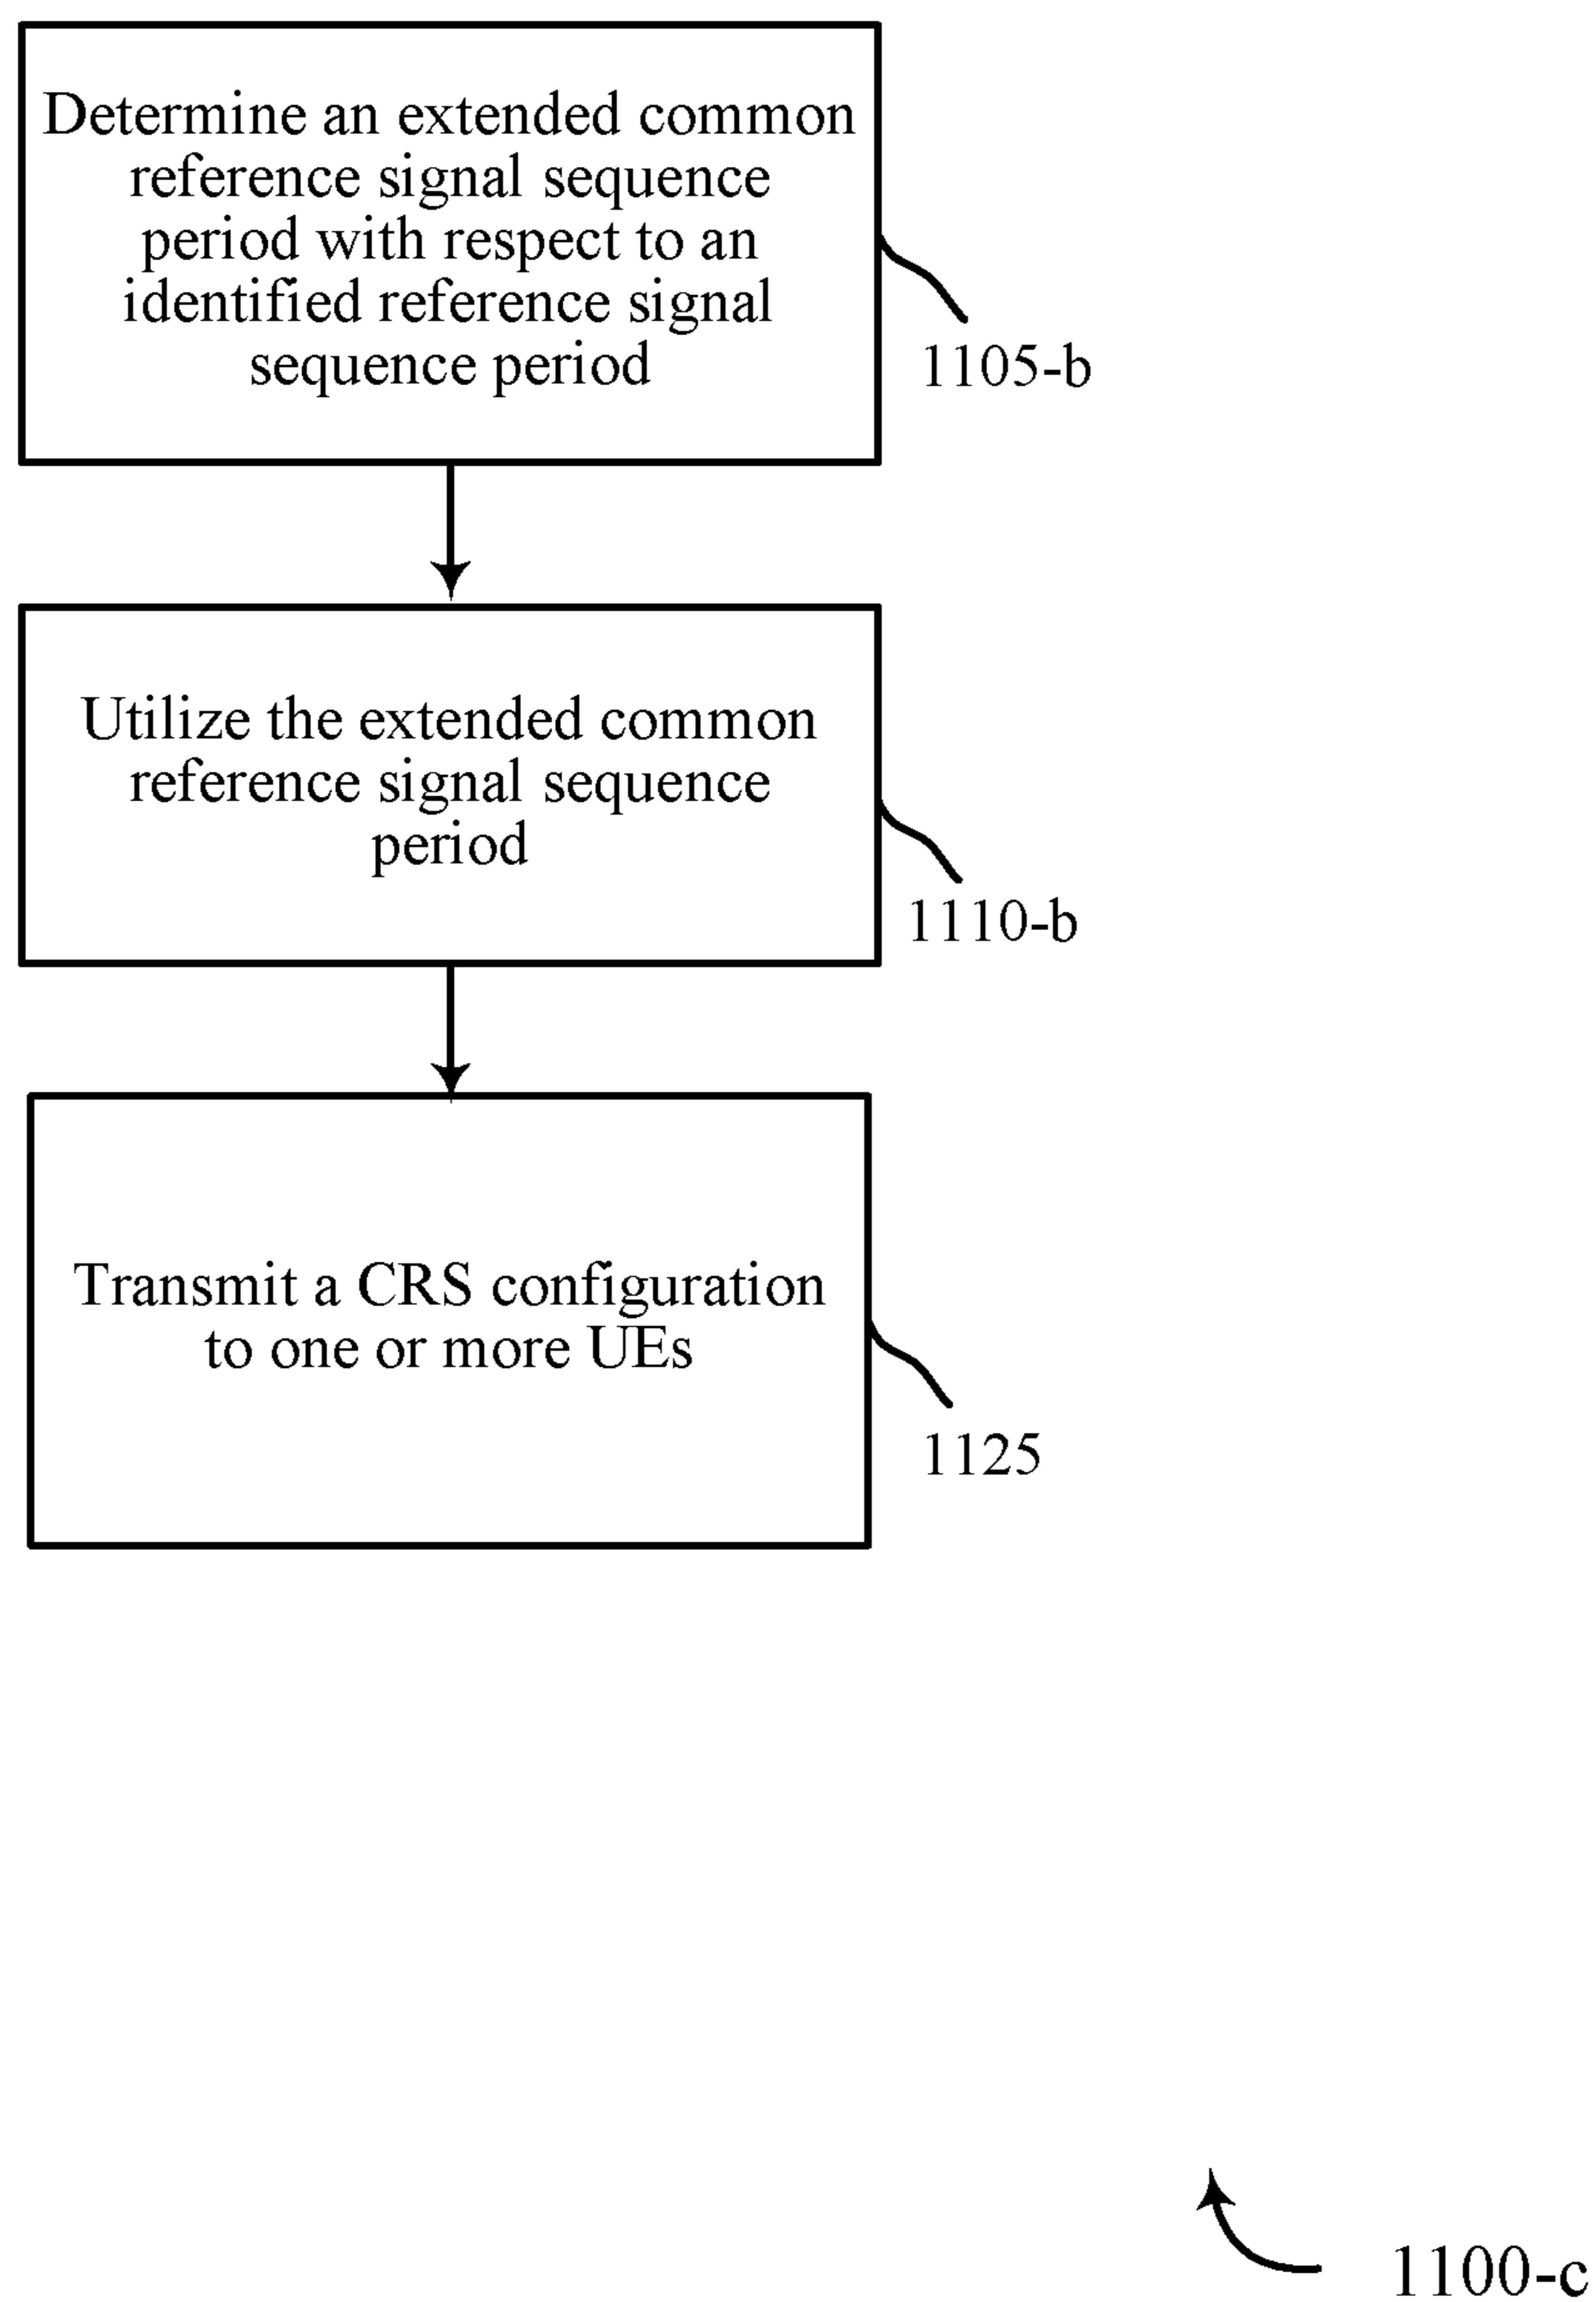 Determine an extended common
reference signal sequence
period with respect to an
identified reference signal
sequence period
1105-b
Utilize the extended common
reference signal sequence
period
1110-b
Transmit a CRS configuration
to one or more UEs
1125
1100-c